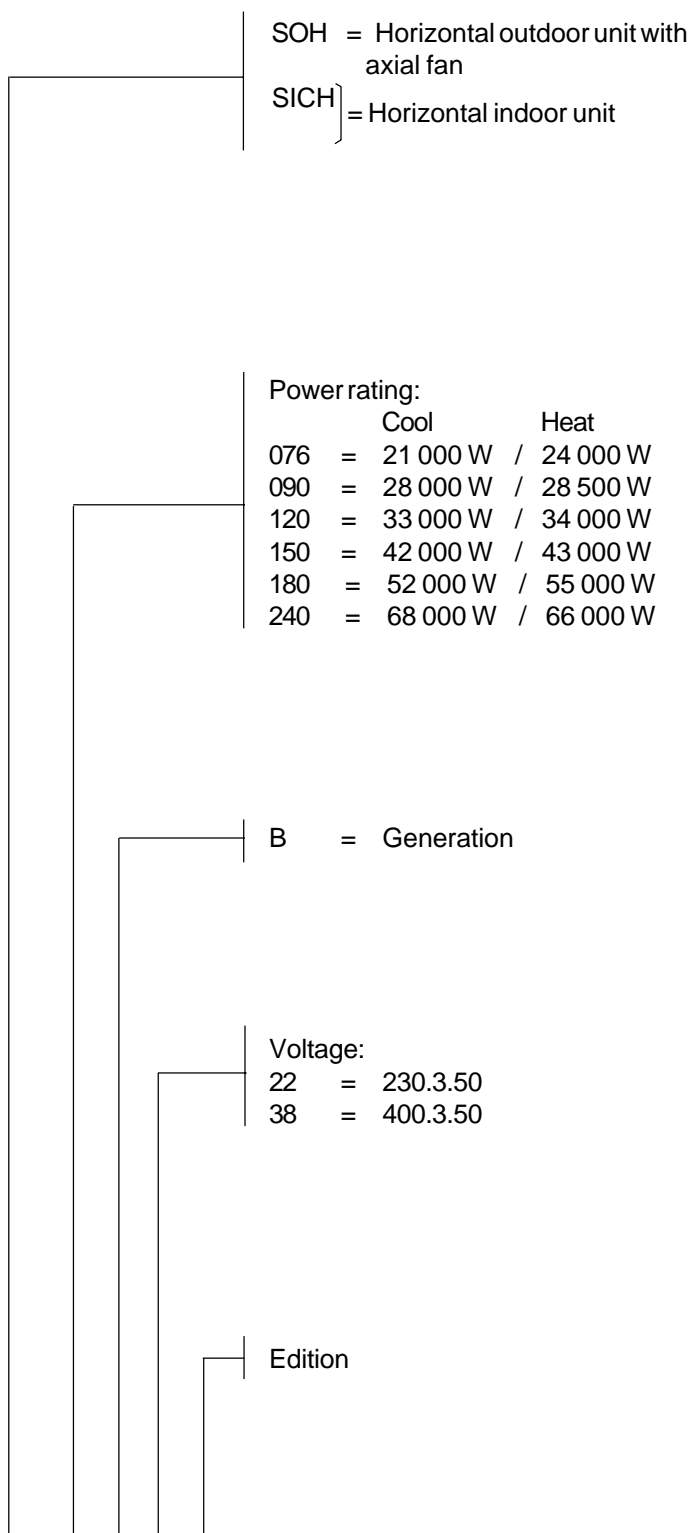 SOH = Horizontal outdoor unit with
axial fan
SICH = Horizontal indoor unit
Power rating:
Cool Heat
076 = 21 000 W / 24 000 W
090 = 28 000 W / 28 500 W
120 = 33 000 W / 34 000 W
150 = 42 000 W / 43 000 W
180 = 52 000 W / 55 000 W
240 = 68 000 W / 66 000 W
B = Generation
Voltage:
22 = 230.3.50
38 = 400.3.50
Edition